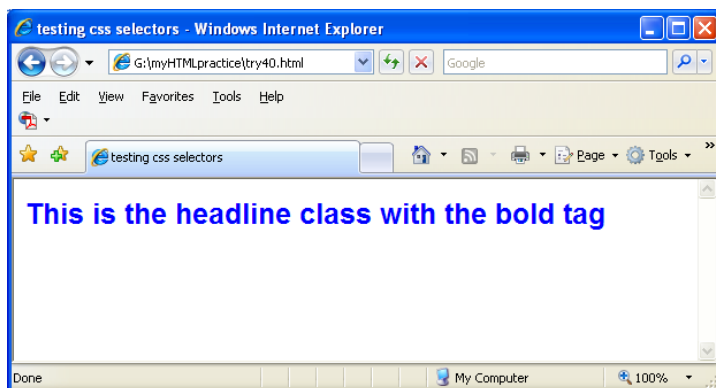 testing css selectors - Windows Internet Explorer
G:\myHTMLpractice\try40.html Google
File Edit View Favorites Tools Help
testing css selectors Page Tools »
This is the headline class with the bold tag
Done My Computer 100%